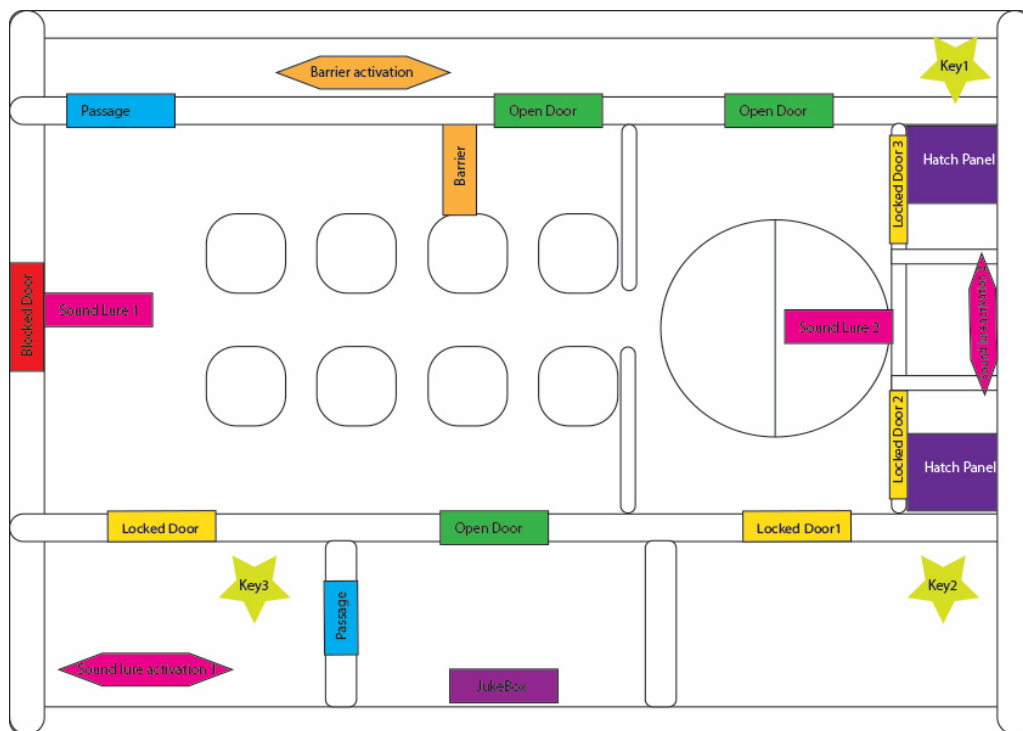 Key1
Barrier activation
Passage
Open Door
Open Door
Barrier
Locked Door 3
Hatch Panel
Blocked Door
Sound Lure 1
Sound Lure 2
Sound lure activation 2
Locked Door 2
Hatch Panel
Locked Door
Open Door
Locked Door1
Key3
Passage
Key2
Sound lure activation 1
JukeBox